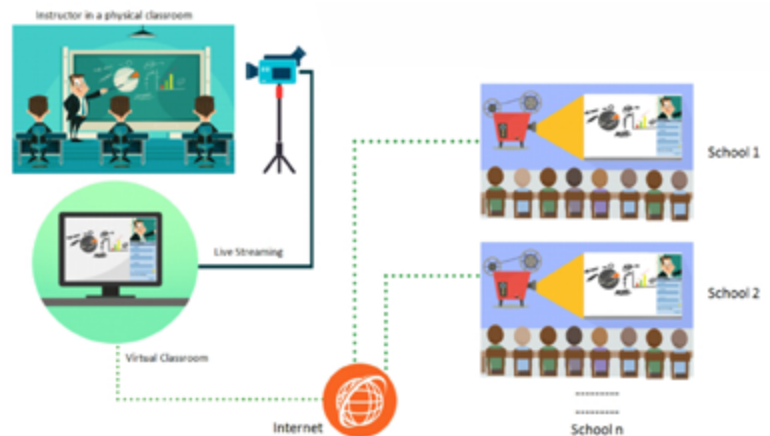 Instructor in a physical classroom
School 1
Live Streaming
School 2
Virtual Classroom
Internet
School n